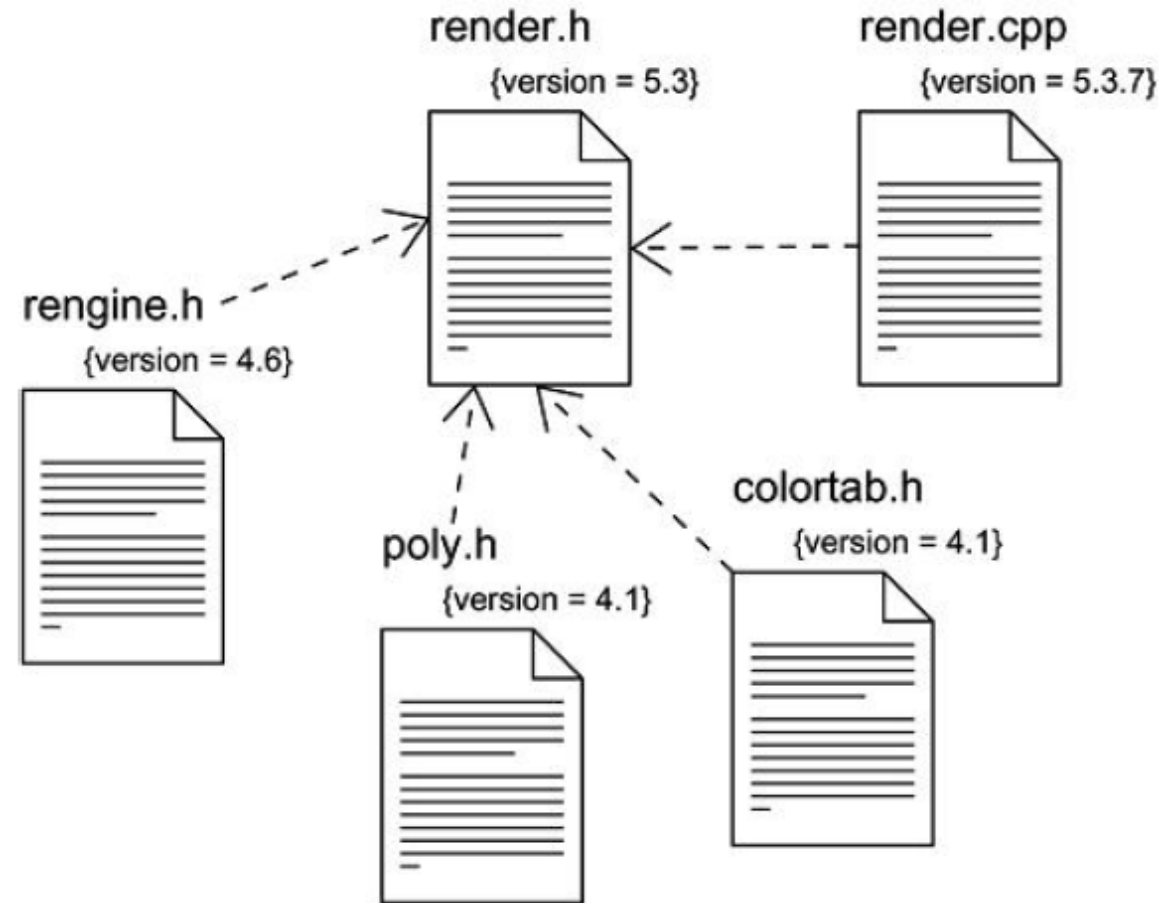 render.h
{version = 5.3}
render.cpp
{version = 5.3.7}
rengine.h
{version = 4.6}
colortab.h
{version = 4.1}
poly.h
{version = 4.1}